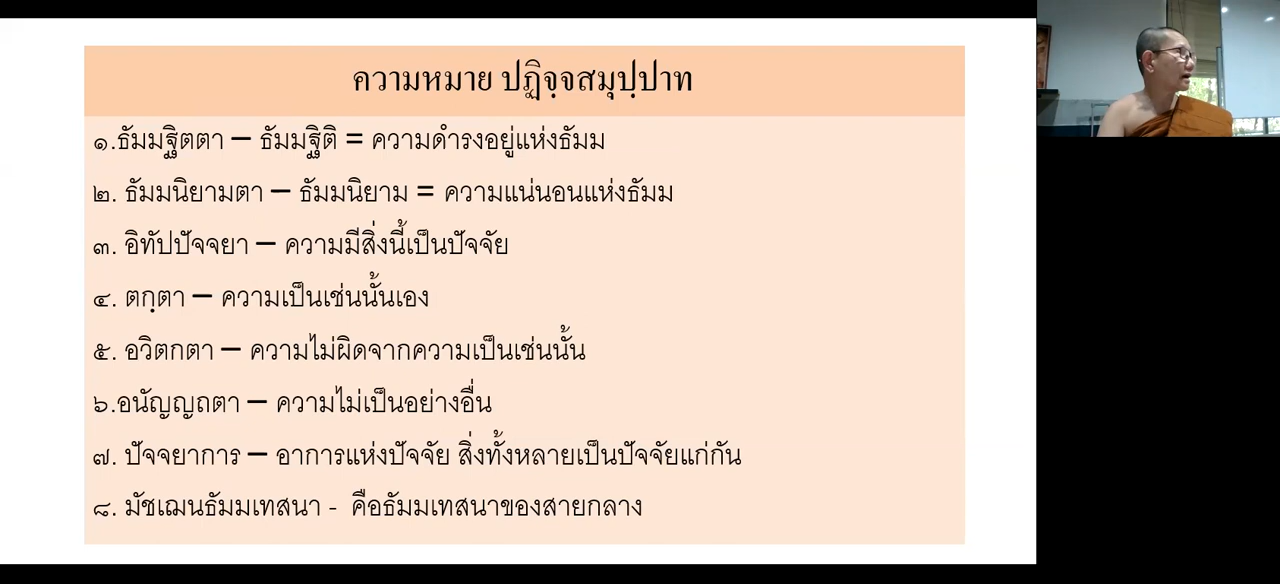 ความหมาย ปฏิจฺจสมุปฺปาท
๑.ธัมมฐิตตา – ธัมมฐิติ = ความดำรงอยู่แห่งธัมม
๒. ธัมมนิยามตา – ธัมมนิยาม = ความแน่นอนแห่งธัมม
๓. อิทัปปัจจยา – ความมีสิ่งนี้เป็นปัจจัย
๔. ตกฺตา – ความเป็นเช่นนั้นเอง
๕. อวิตกตา – ความไม่ผิดจากความเป็นเช่นนั้น
๖.อนัญญถตา – ความไม่เป็นอย่างอื่น
๗. ปัจจยาการ – อาการแห่งปัจจัย สิ่งทั้งหลายเป็นปัจจัยแก่กัน
๘. มัชเฌนธัมมเทสนา - คือธัมมเทสนาของสายกลาง